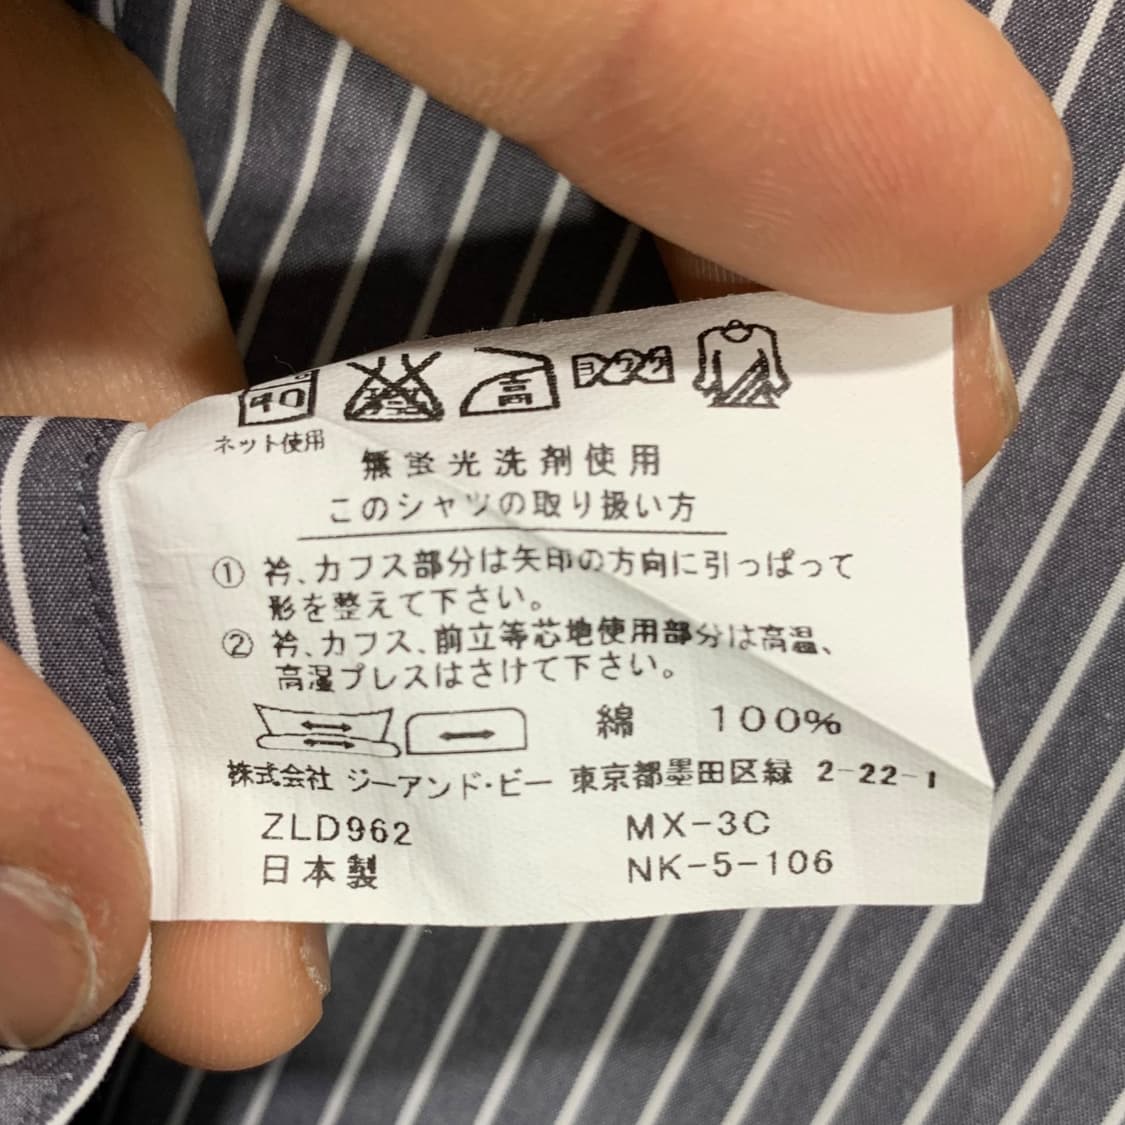 40 高 ヨワク
ネット使用
無蛍光洗剤使用
このシャツの取り扱い方
① 衿、カフス部分は矢印の方向に引っぱって
形を整えて下さい。
② 衿、カフス、前立等芯地使用部分は高温、
高湿プレスはさけて下さい。
綿 100%
株式会社 ジーアンド・ビー 東京都墨田区緑 2-22-1
ZLD962 MX-3C
日本製 NK-5-106